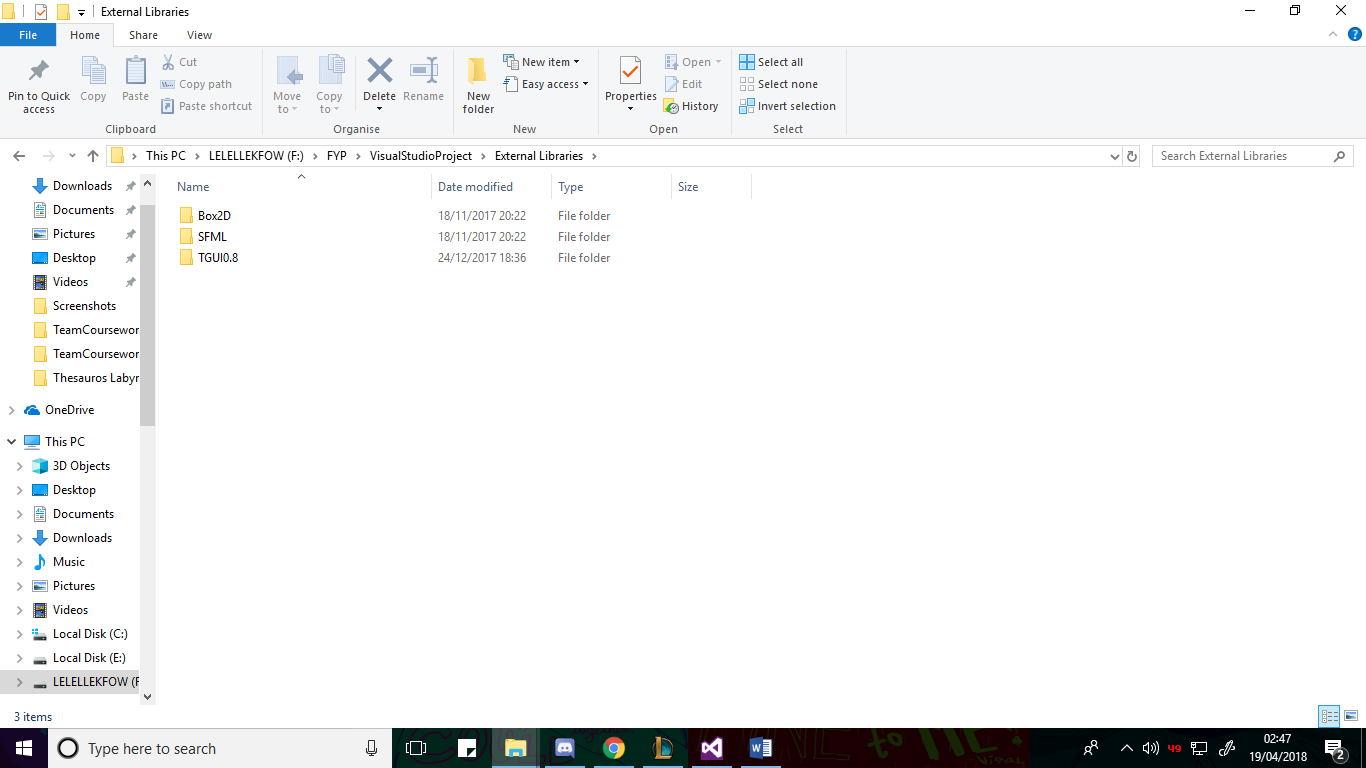 External Libraries
File Home Share View
Pin to Quick access
Copy
Paste
Cut
Copy path
Paste shortcut
Clipboard
Move to
Copy to
Delete
Rename
Organise
New folder
New item
Easy access
New
Properties
Open
Edit
History
Open
Select all
Select none
Invert selection
Select
This PC LELELLEKFOW (F:) FYP VisualStudioProject External Libraries
Search External Libraries
Downloads
Documents
Pictures
Desktop
Videos
Screenshots
TeamCoursewor
TeamCoursewor
Thesauros Labyr
OneDrive
This PC
3D Objects
Desktop
Documents
Downloads
Music
Pictures
Videos
Local Disk (C:)
Local Disk (E:)
LELELLEKFOW (F
Name Date modified Type Size
Box2D 18/11/2017 20:22 File folder
SFML 18/11/2017 20:22 File folder
TGUI0.8 24/12/2017 18:36 File folder
3 items
Type here to search
49
02:47
19/04/2018
2